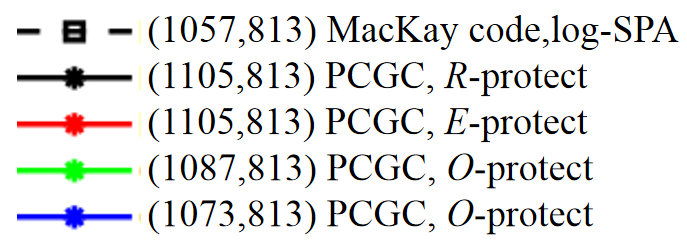 (1057,813) MacKay code,log-SPA
(1105,813) PCGC, R-protect
(1105,813) PCGC, E-protect
(1087,813) PCGC, O-protect
(1073,813) PCGC, O-protect